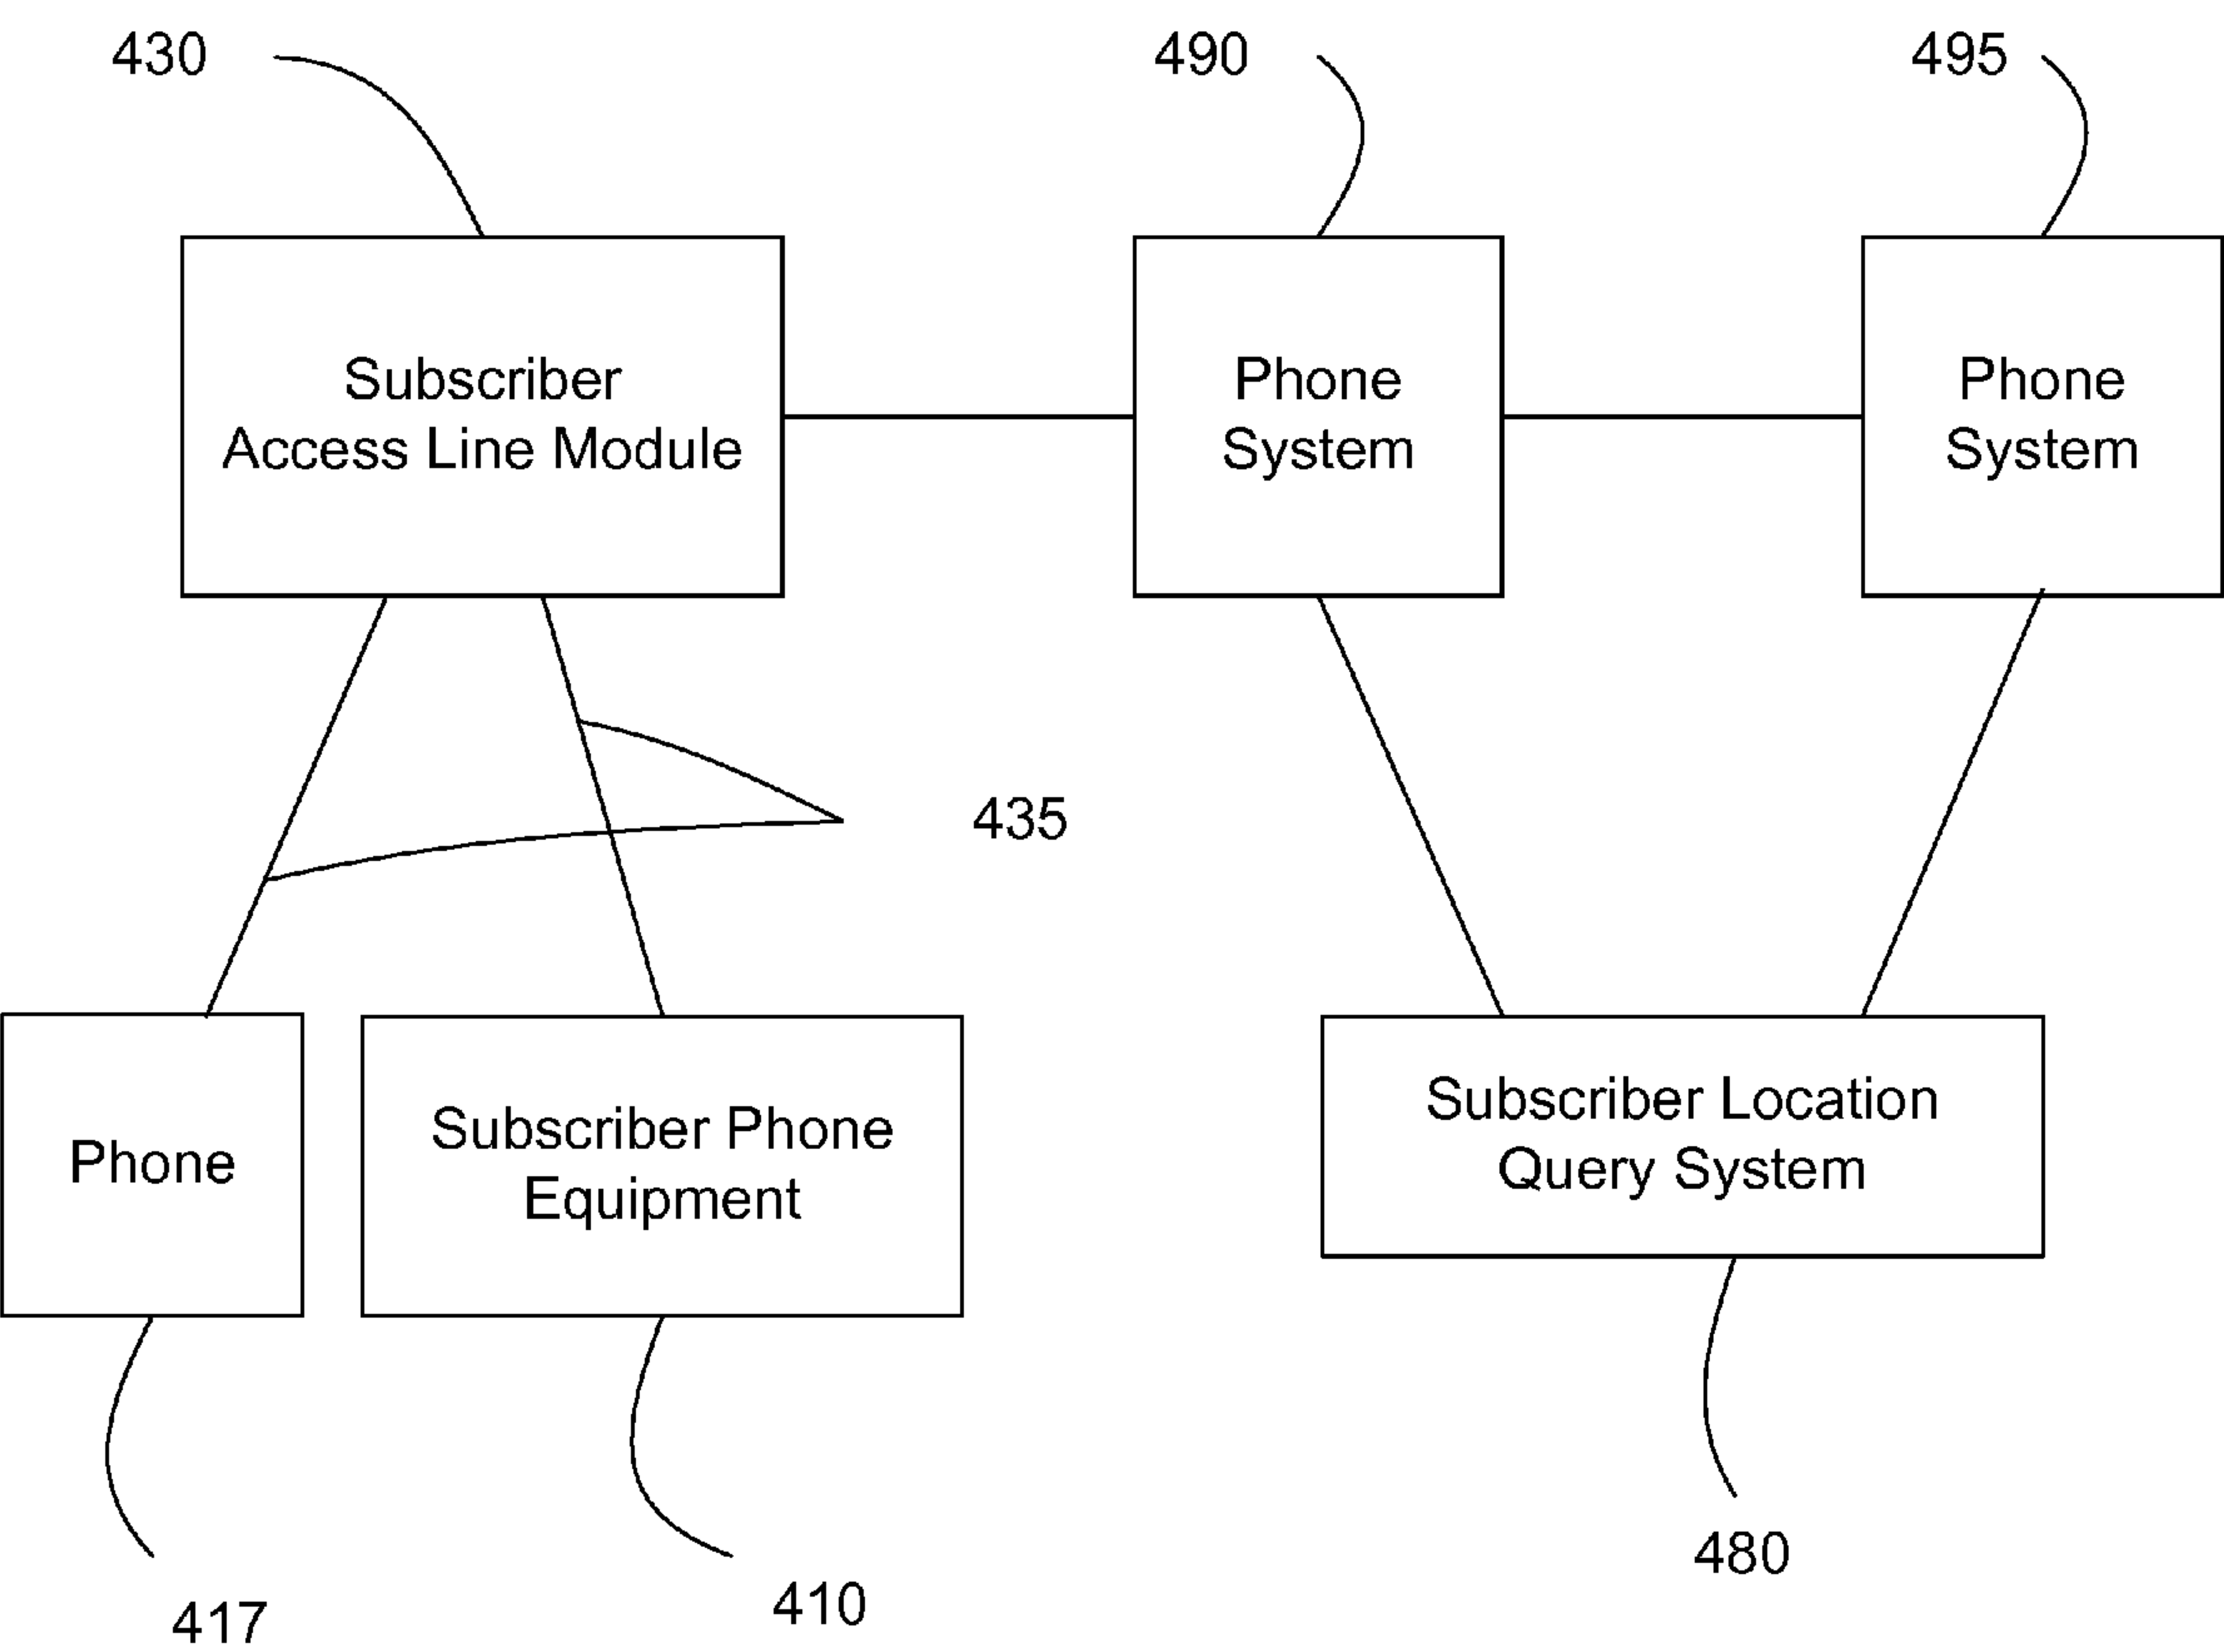 430
490
495
Subscriber
Access Line Module
Phone
System
Phone
System
435
Phone
Subscriber Phone
Equipment
Subscriber Location
Query System
417
410
480